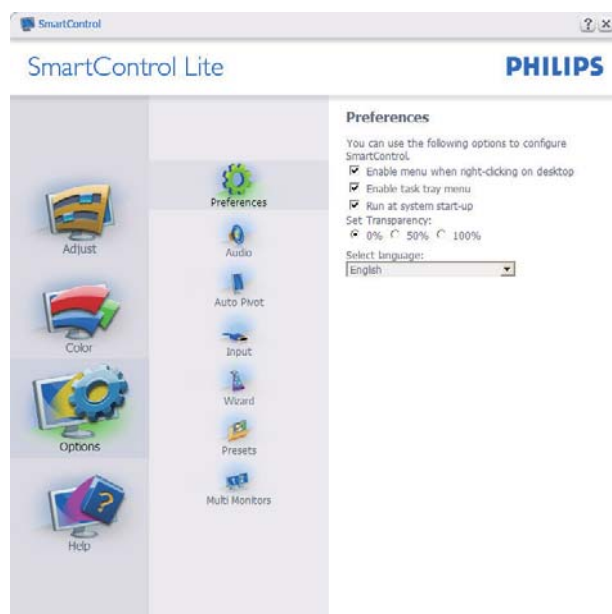 SmartControl
? x
SmartControl Lite
PHILIPS
Adjust
Color
Options
Help
Preferences
Audio
Auto Pivot
Input
Wizard
Presets
Multi Monitors
Preferences
You can use the following options to configure
SmartControl.
Enable menu when right-clicking on desktop
Enable task tray menu
Run at system start-up
Set Transparency:
0% 50% 100%
Select language:
English